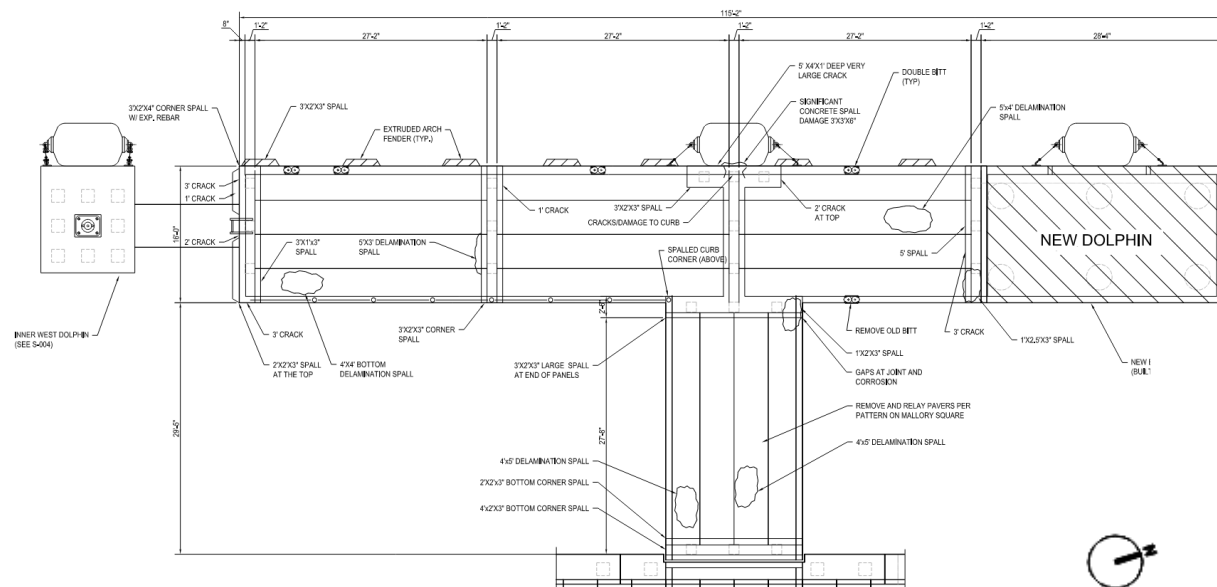 115'-2"
8"
1'-2"
1'-2"
1'-2"
1'-2"
27'-2"
27'-2"
27'-2"
28'-4"
3'X2'X4" CORNER SPALL
W/ EXP. REBAR
3'X2'X3" SPALL
EXTRUDED ARCH
FENDER (TYP.)
5' X4'X1' DEEP VERY
LARGE CRACK
SIGNIFICANT
CONCRETE SPALL
DAMAGE 3'X3'X6"
DOUBLE BITT
(TYP)
5'x4' DELAMINATION
SPALL
3' CRACK
1' CRACK
2' CRACK
16'-0"
3'X1'x3"
SPALL
5'X3' DELAMINATION
SPALL
1' CRACK
3'X2'X3" SPALL
CRACKS/DAMAGE TO CURB
2' CRACK
AT TOP
5' SPALL
NEW DOLPHIN
SPALLED CURB
CORNER (ABOVE)
INNER WEST DOLPHIN
(SEE S-004)
3' CRACK
2'X2'X3" SPALL
AT THE TOP
4'X4' BOTTOM
DELAMINATION SPALL
3'X2'X3" CORNER
SPALL
REMOVE OLD BITT
3' CRACK
1'X2.5'X3" SPALL
3'X2'X3" LARGE SPALL
AT END OF PANELS
1'X2'X3" SPALL
GAPS AT JOINT AND
CORROSION
NEW
(BUILT
29'-5"
27'-8"
REMOVE AND RELAY PAVERS PER
PATTERN ON MALLORY SQUARE
4'x5' DELAMINATION SPALL
4'x5' DELAMINATION SPALL
2'X2'x3" BOTTOM CORNER SPALL
4'x2'X3" BOTTOM CORNER SPALL
N